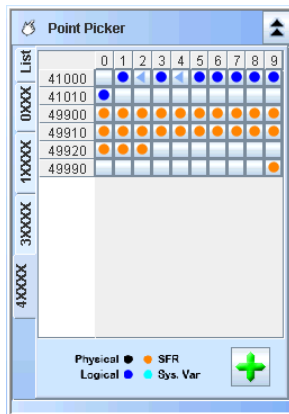 Point Picker
List
0XXX
1XXXX
3XXXX
4XXXX
0 1 2 3 4 5 6 7 8 9
41000
41010
49900
49910
49920
49990
Physical SFR
Logical Sys. Var